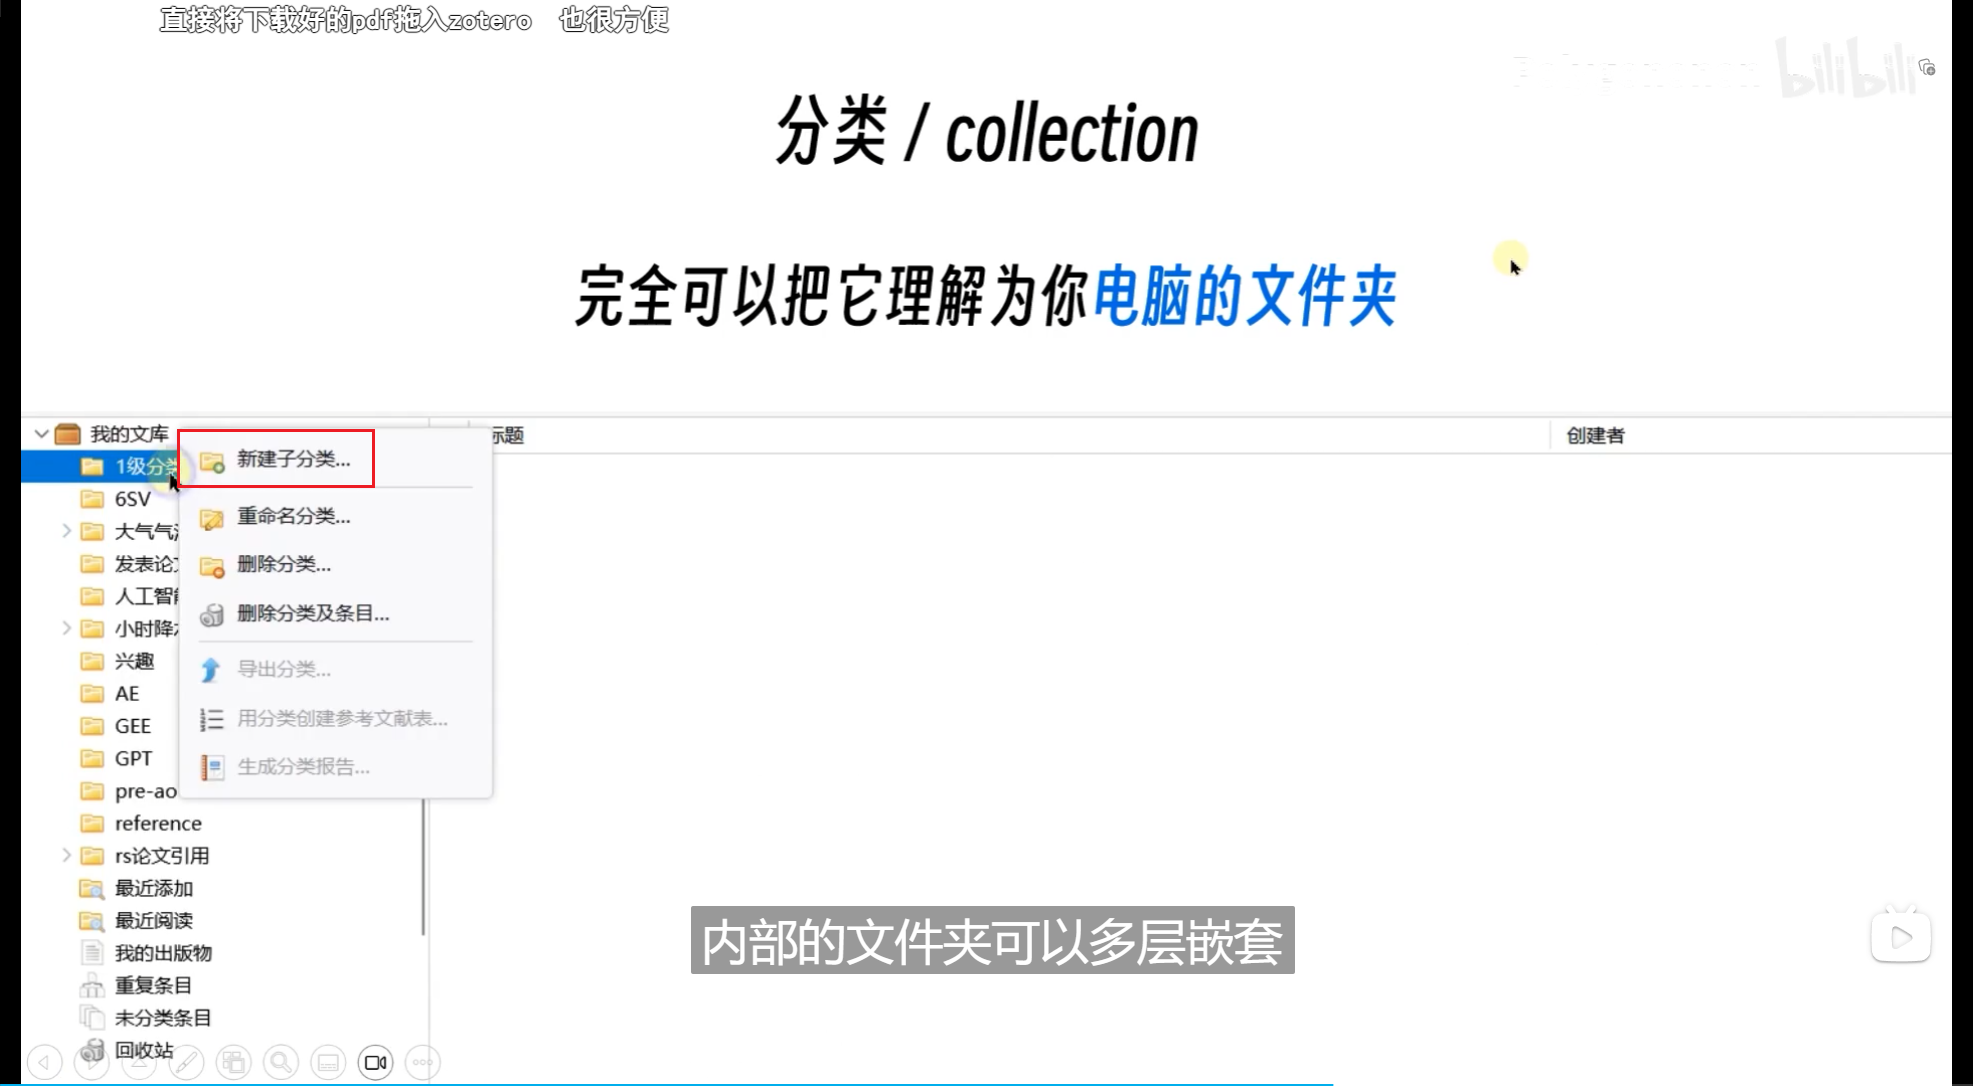 直接将下载好的pdf拖入zotero 也很方便
bilibili
分类 / collection
完全可以把它理解为你电脑的文件夹
我的文库
标题
创建者
1级分类
新建子分类...
6SV
重命名分类...
大气气
发表论
删除分类...
人工智
删除分类及条目...
小时降
兴趣
导出分类...
AE
GEE
用分类创建参考文献表...
GPT
生成分类报告...
pre-ao
reference
rs论文引用
最近添加
最近阅读
内部的文件夹可以多层嵌套
我的出版物
重复条目
未分类条目
回收站